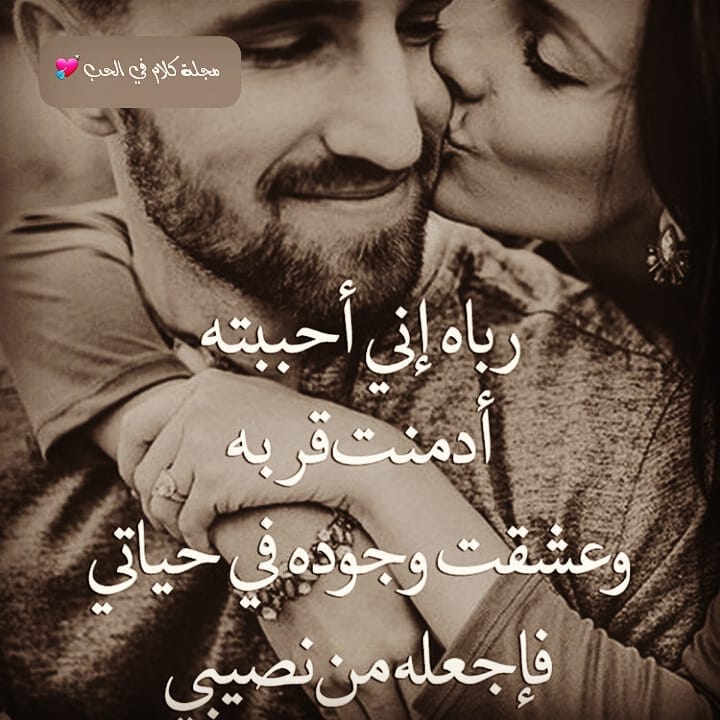 مجلة كلام في الحب 💘
رباه إني أحببته
أدمنت قربه
وعشقت وجوده في حياتي
فإجعله من نصيبي